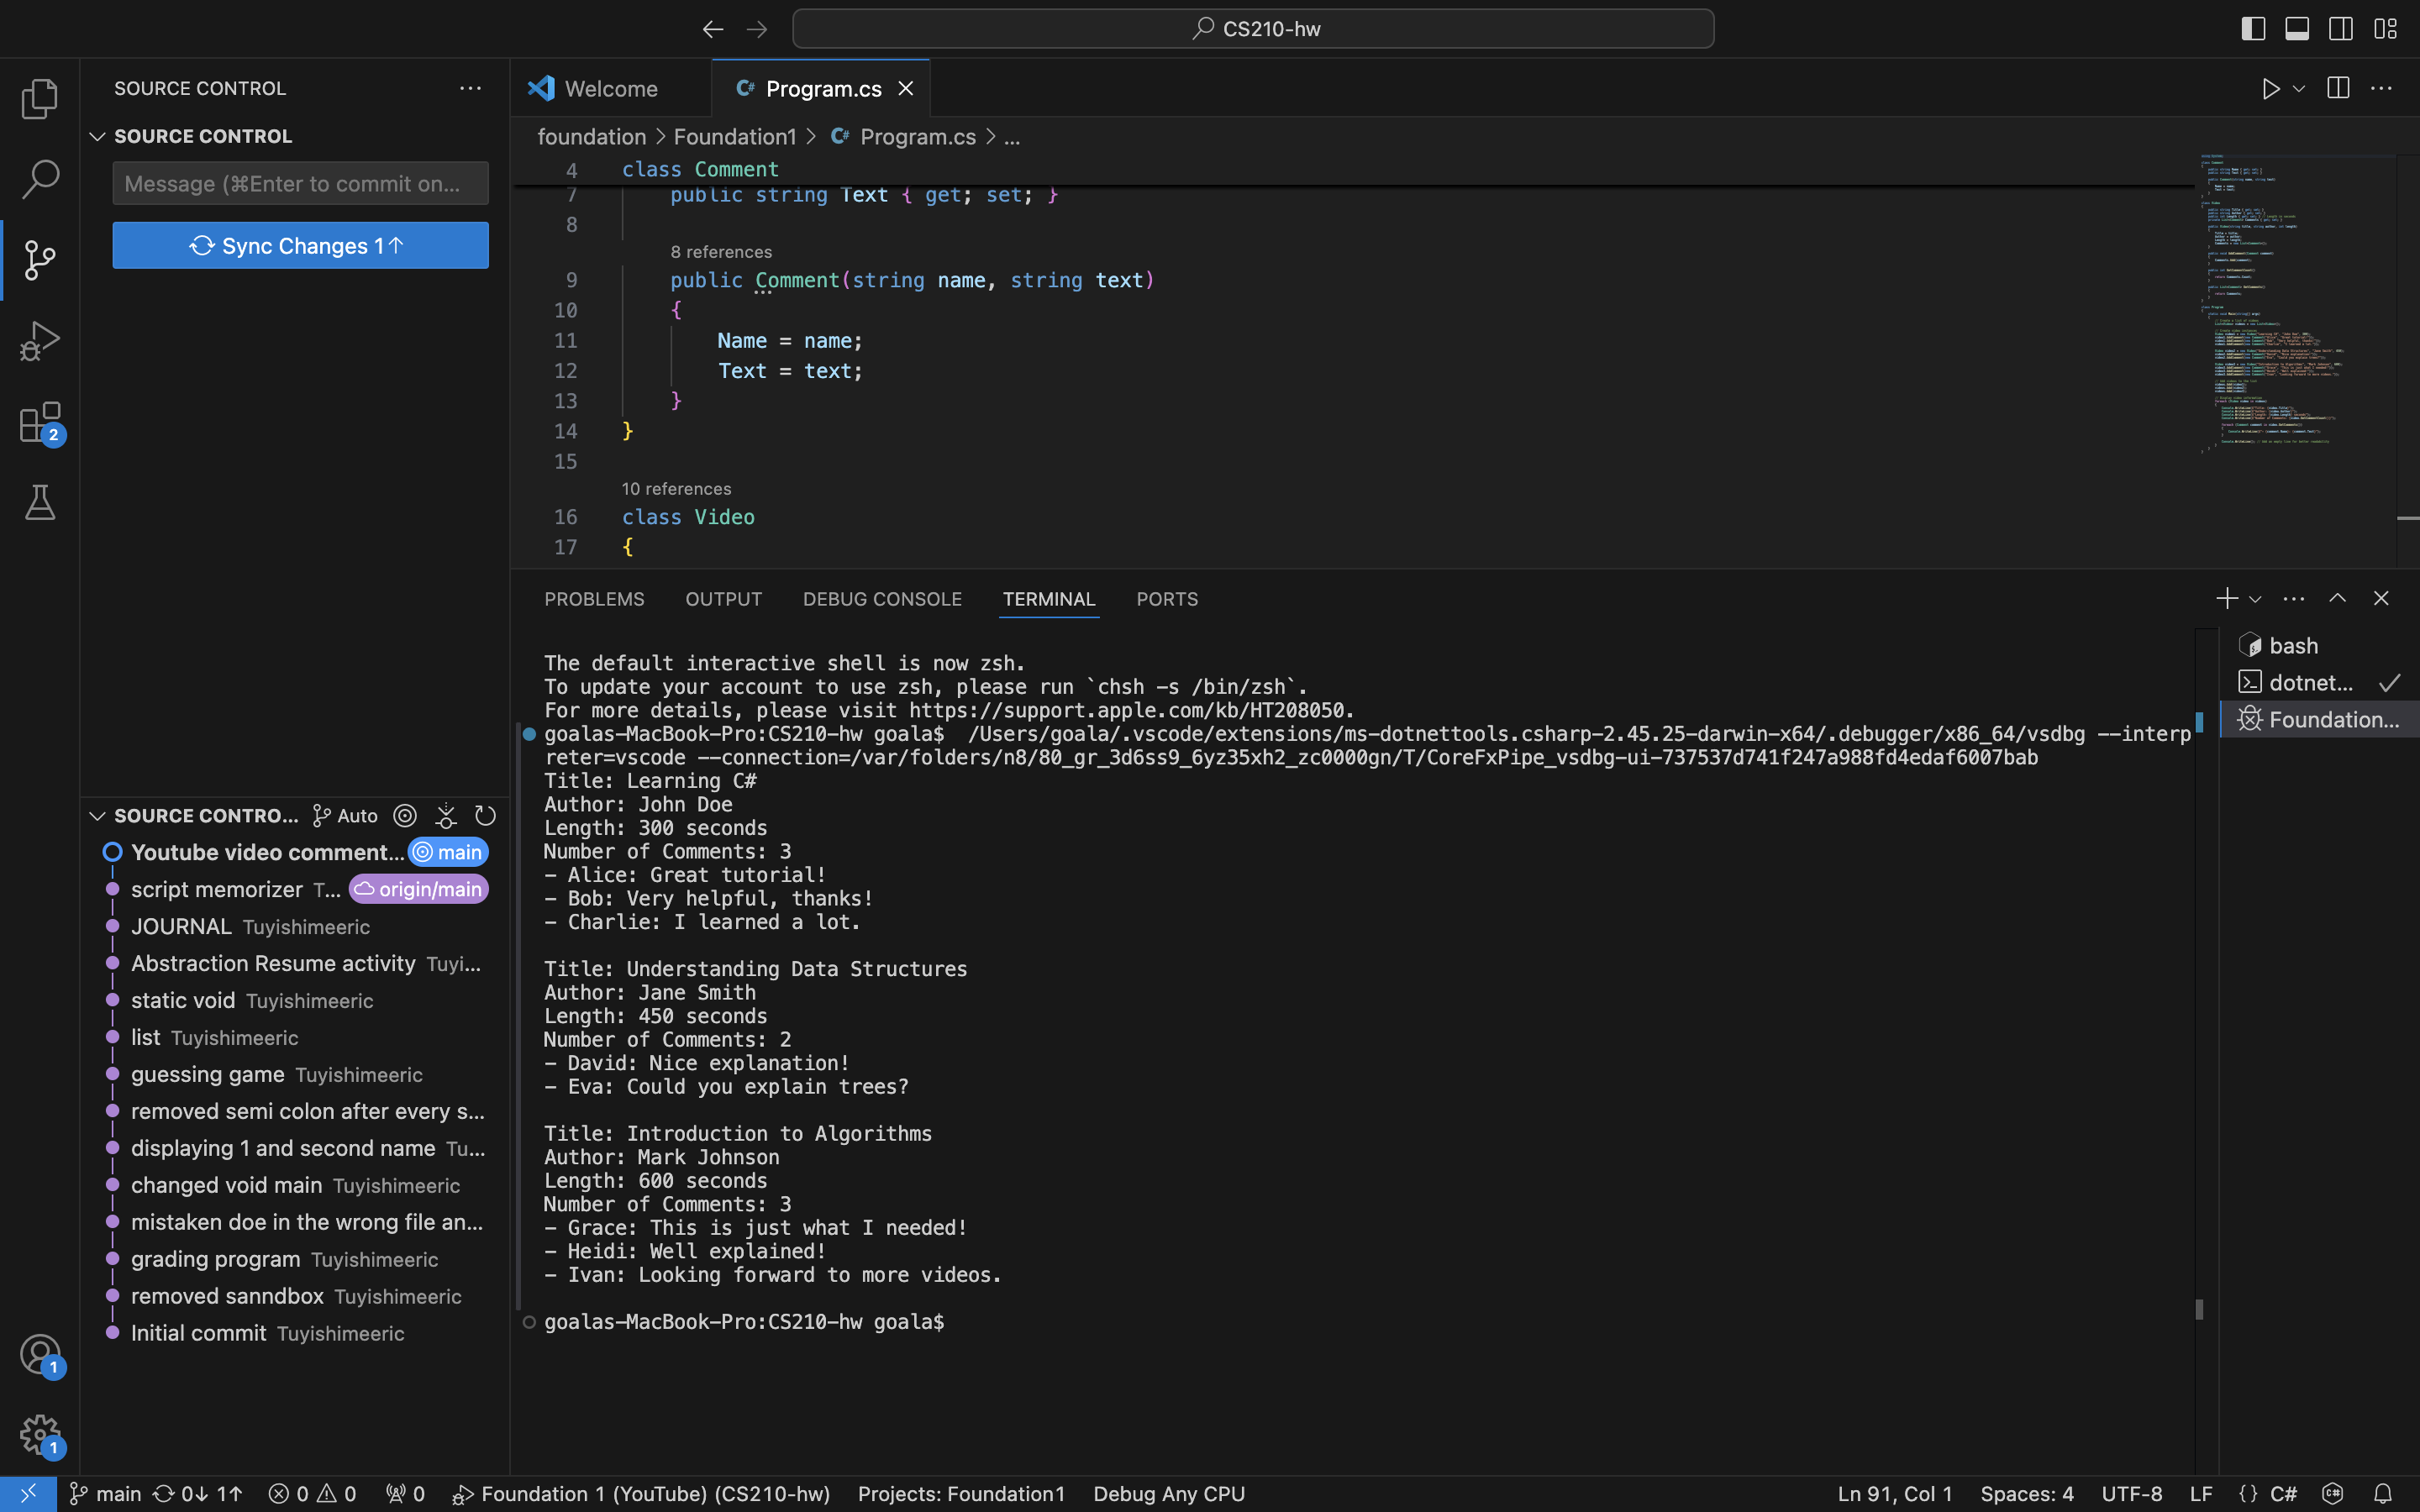 CS210-hw
SOURCE CONTROL
SOURCE CONTROL
Message (⌘Enter to commit on...
Sync Changes 1↑
Welcome
C# Program.cs
foundation > Foundation1 > C# Program.cs > ...
4 class Comment
7 public string Text { get; set; }
8
8 references
9 public Comment(string name, string text)
10 {
11 Name = name;
12 Text = text;
13 }
14 }
15
10 references
16 class Video
17 {
2
PROBLEMS OUTPUT DEBUG CONSOLE TERMINAL PORTS
bash
dotnet...
Foundation...
The default interactive shell is now zsh.
To update your account to use zsh, please run `chsh -s /bin/zsh`.
For more details, please visit https://support.apple.com/kb/HT208050.
goalas-MacBook-Pro:CS210-hw goala$  /Users/goala/.vscode/extensions/ms-dotnettools.csharp-2.45.25-darwin-x64/.debugger/x86_64/vsdbg --interp
reter=vscode --connection=/var/folders/n8/80_gr_3d6ss9_6yz35xh2_zc0000gn/T/CoreFxPipe_vsdbg-ui-737537d741f247a988fd4edaf6007bab
Title: Learning C#
Author: John Doe
Length: 300 seconds
Number of Comments: 3
- Alice: Great tutorial!
- Bob: Very helpful, thanks!
- Charlie: I learned a lot.
Title: Understanding Data Structures
Author: Jane Smith
Length: 450 seconds
Number of Comments: 2
- David: Nice explanation!
- Eva: Could you explain trees?
Title: Introduction to Algorithms
Author: Mark Johnson
Length: 600 seconds
Number of Comments: 3
- Grace: This is just what I needed!
- Heidi: Well explained!
- Ivan: Looking forward to more videos.
goalas-MacBook-Pro:CS210-hw goala$
SOURCE CONTRO... Auto
Youtube video comment... main
script memorizer T... origin/main
JOURNAL Tuyishimeeric
Abstraction Resume activity Tuyi...
static void Tuyishimeeric
list Tuyishimeeric
guessing game Tuyishimeeric
removed semi colon after every s...
displaying 1 and second name Tu...
changed void main Tuyishimeeric
mistaken doe in the wrong file an...
grading program Tuyishimeeric
removed sanndbox Tuyishimeeric
Initial commit Tuyishimeeric
1
1
main 0↓ 1↑ 0 0 0 Foundation 1 (YouTube) (CS210-hw) Projects: Foundation1 Debug Any CPU Ln 91, Col 1 Spaces: 4 UTF-8 LF {} C#